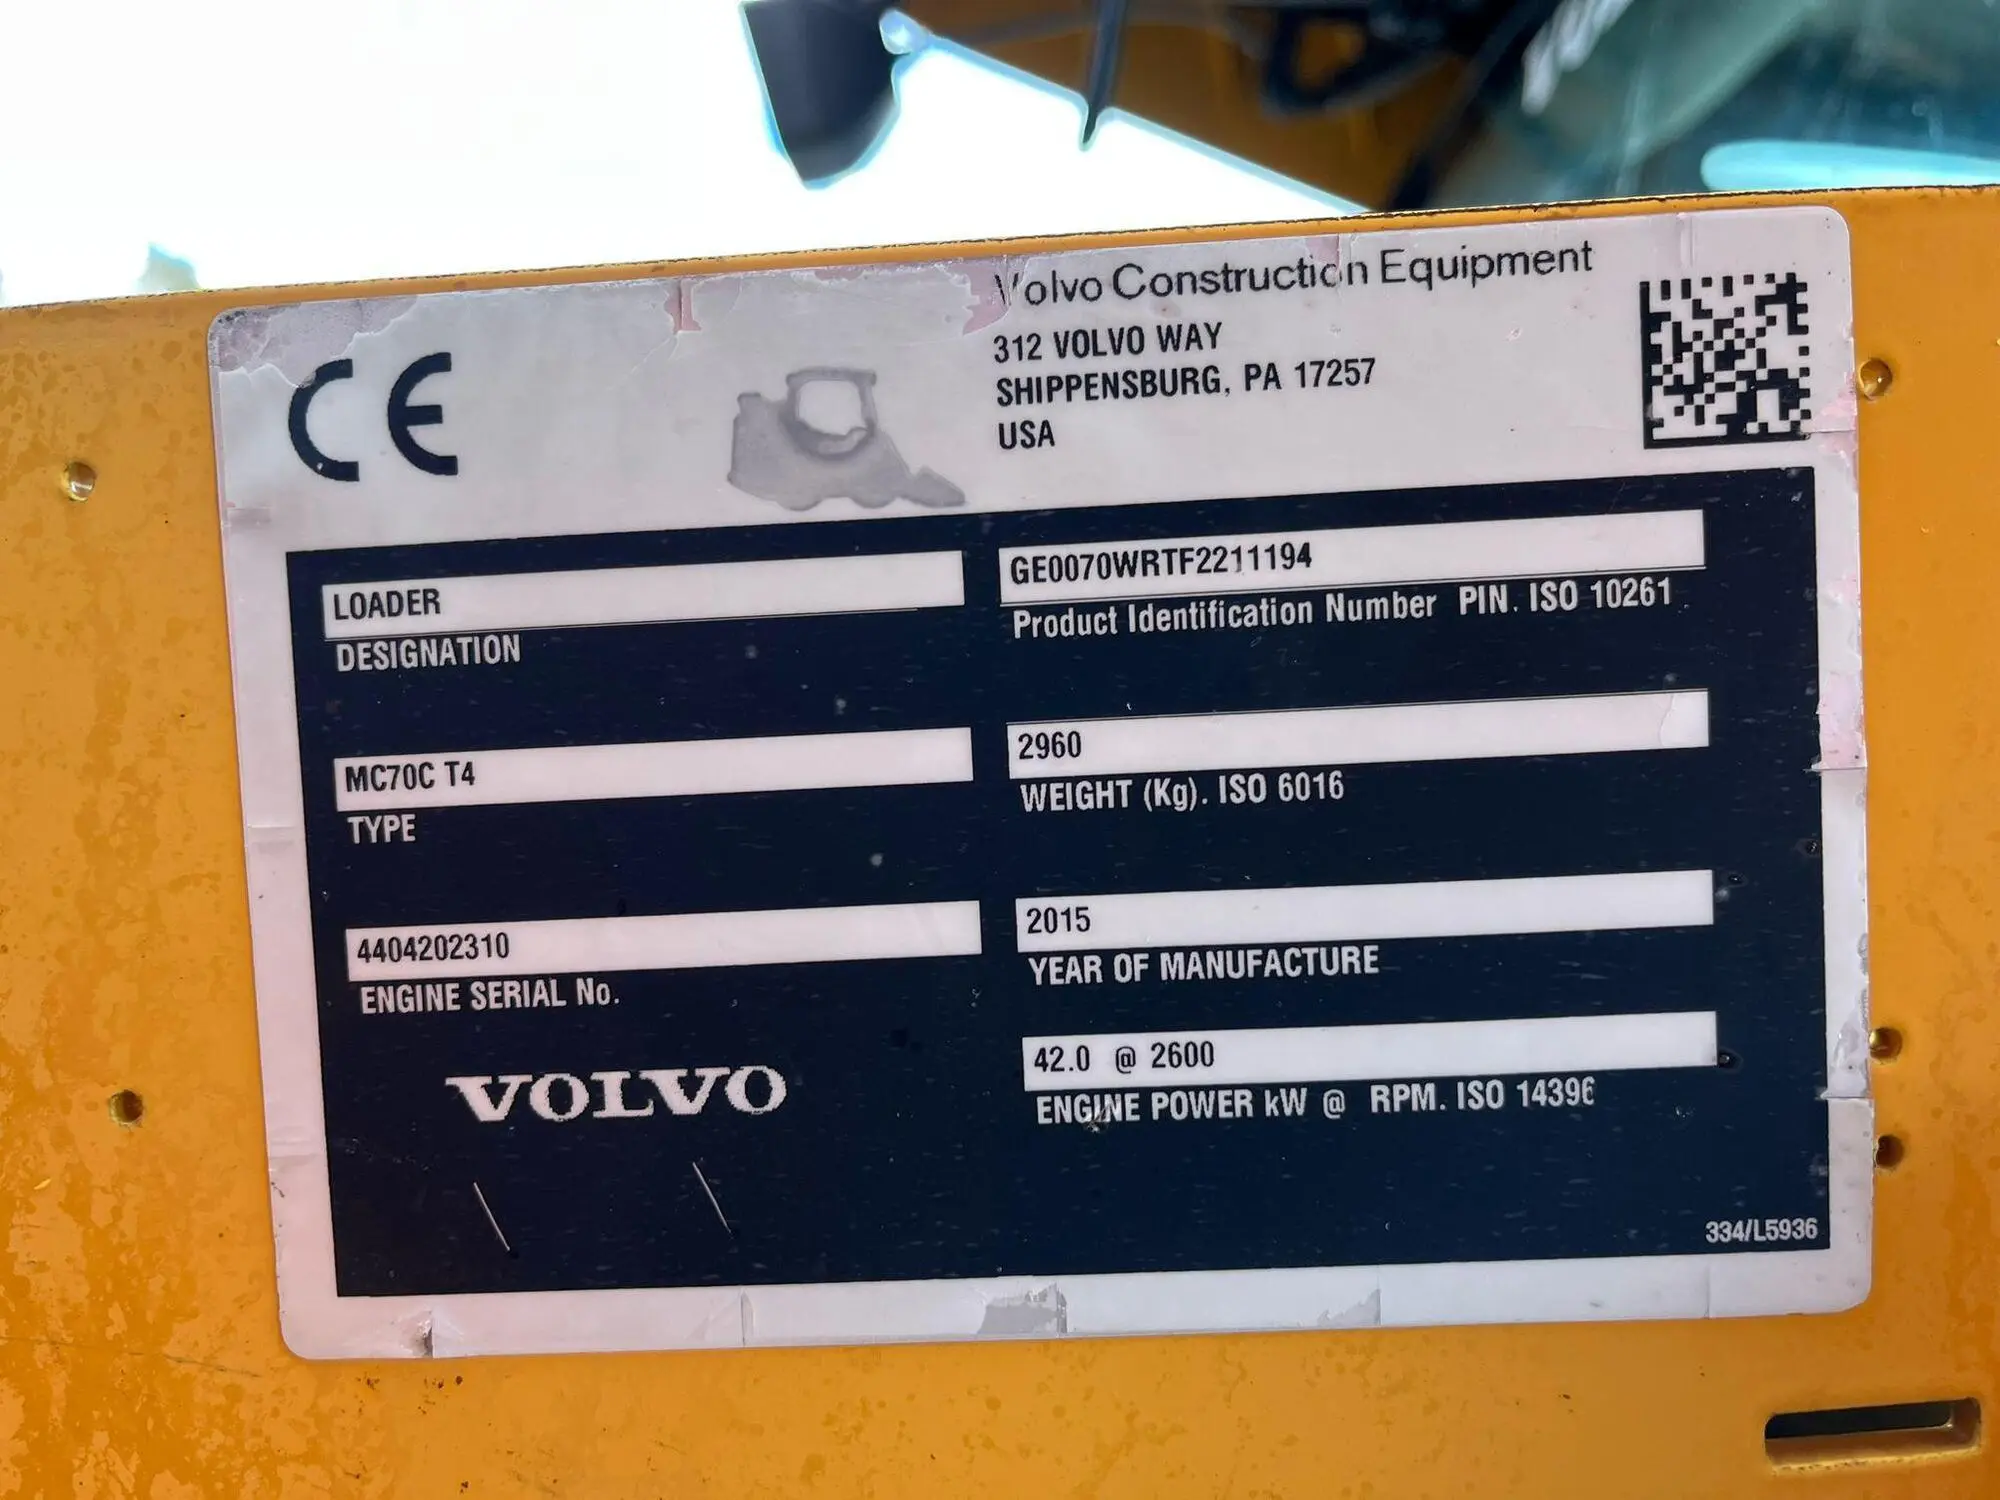 CE
Volvo Construction Equipment
312 VOLVO WAY
SHIPPENSBURG, PA 17257
USA
LOADER
DESIGNATION
GE0070WRTF2211194
Product Identification Number PIN. ISO 10261
MC70C T4
TYPE
2960
WEIGHT (Kg). ISO 6016
4404202310
ENGINE SERIAL No.
2015
YEAR OF MANUFACTURE
42.0 @ 2600
ENGINE POWER kW @ RPM. ISO 14396
VOLVO
334/L5936